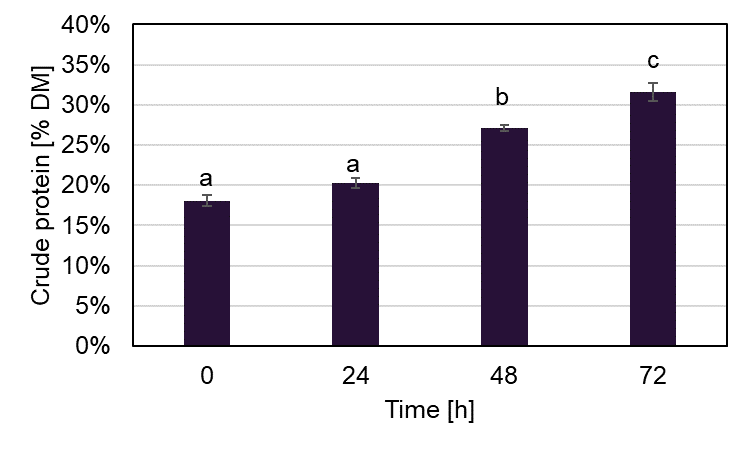 Crude protein [% DM]
40%
35%
30%
25%
20%
15%
10%
5%
0%
a
a
b
c
0 24 48 72
Time [h]